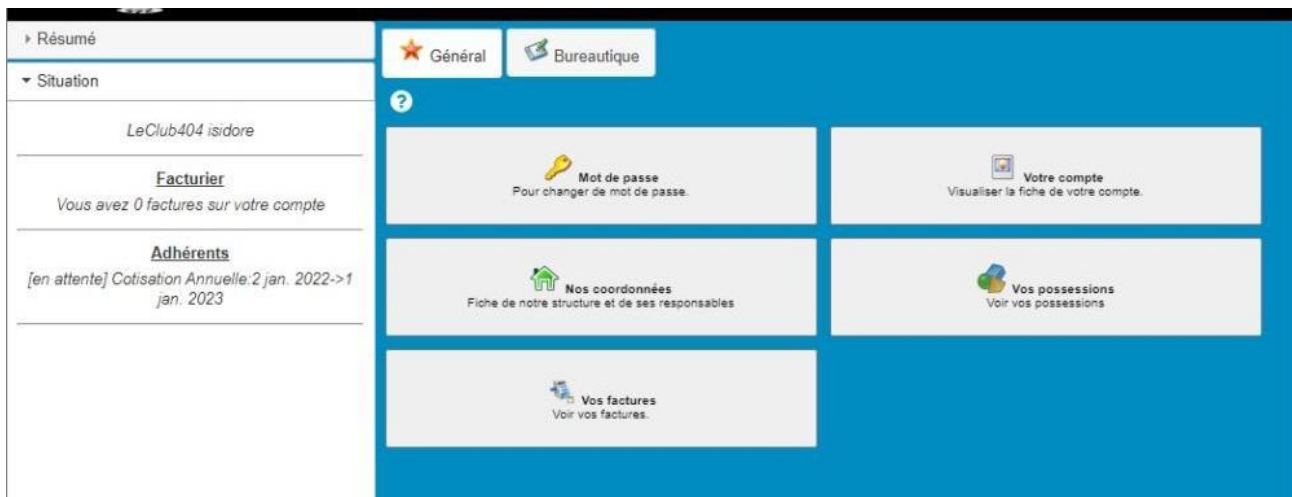 Résumé
Situation
LeClub404 isidore
Facturier
Vous avez 0 factures sur votre compte
Adhérents
[en attente] Cotisation Annuelle:2 jan. 2022->1
jan. 2023
Général
Bureautique
?
Mot de passe
Pour changer de mot de passe.
Votre compte
Visualiser la fiche de votre compte.
Nos coordonnées
Fiche de notre structure et de ses responsables
Vos possessions
Voir vos possessions
Vos factures
Voir vos factures.